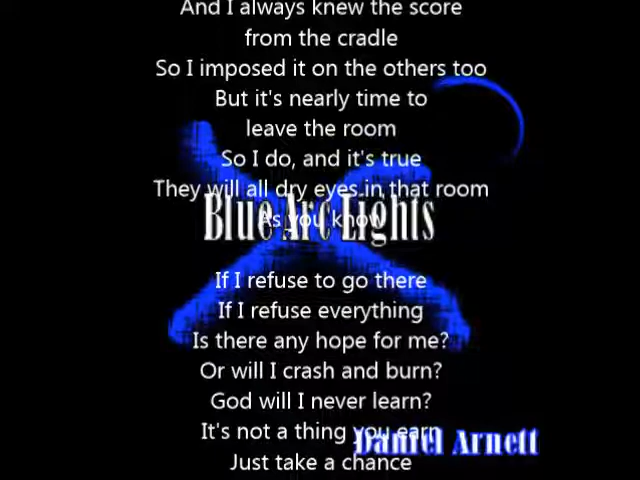 And I always knew the score
from the cradle
So I imposed it on the others too
But it's nearly time to
leave the room
So I do, and it's true
They will all dry eyes in that room
Blue Arc Lights
As you know
If I refuse to go there
If I refuse everything
Is there any hope for me?
Or will I crash and burn?
God will I never learn?
It's not a thing you earn
Daniel Arnett
Just take a chance